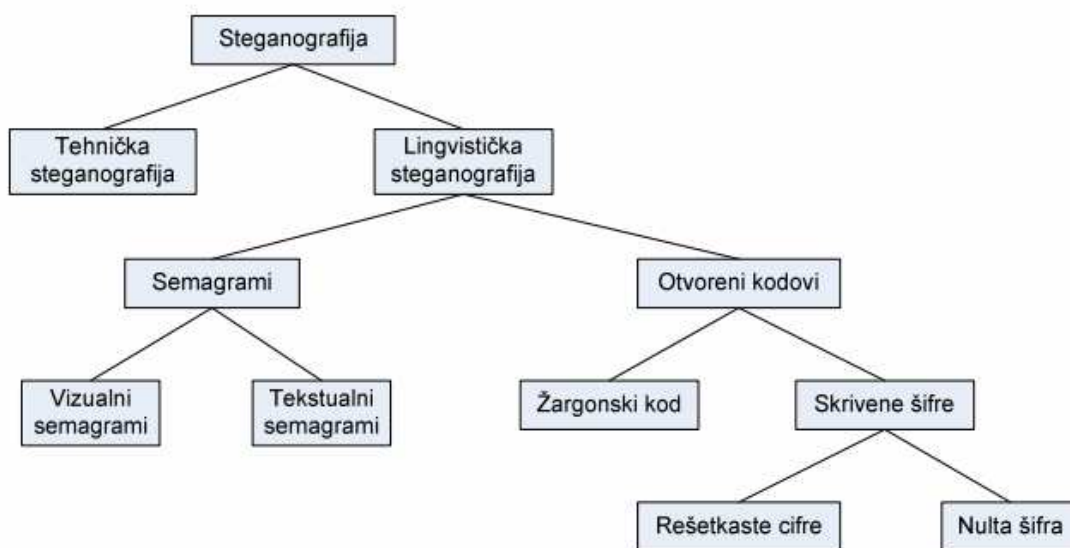 Steganografija
Tehnička
steganografija
Lingvistička
steganografija
Semagrami
Otvoreni kodovi
Vizualni
semagrami
Tekstualni
semagrami
Žargonski kod
Skrivene šifre
Rešetkaste cifre
Nulta šifra